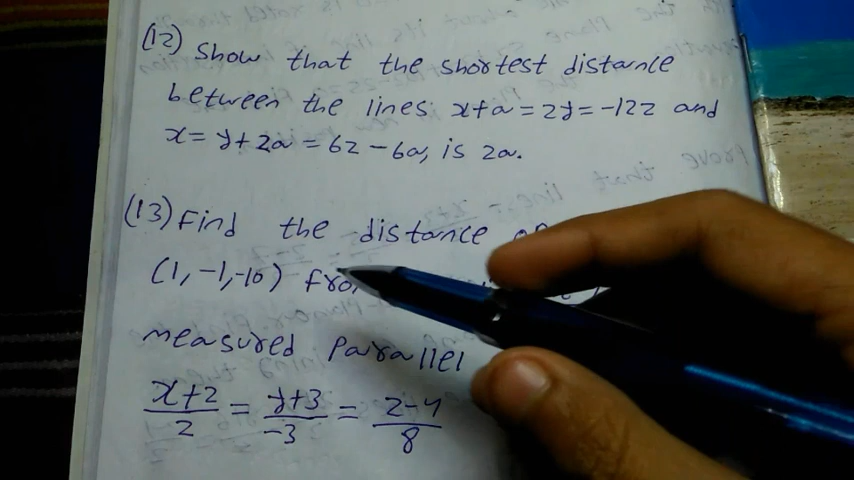 (12) Show that the shortest distance
between the lines x+a = 2y = -12z and
x = y+2a = 6z-6a, is 2a.
(13) Find the distance
(1,-1,-10)
measured parallel
x+2/2 = y+3/-3 = z-4/8